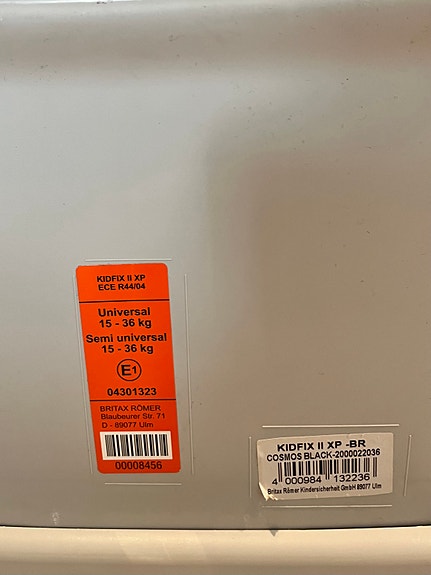 KIDFIX II XP
ECE R44/04
Universal
15 - 36 kg
Semi universal
15 - 36 kg
E1
04301323
BRITAX RÖMER
Blaubeurer Str. 71
D - 89077 Ulm
00008456
KIDFIX II XP -BR
COSMOS BLACK-2000022036
4 000984 132236
Britax Römer Kindersicherheit GmbH 89077 Ulm